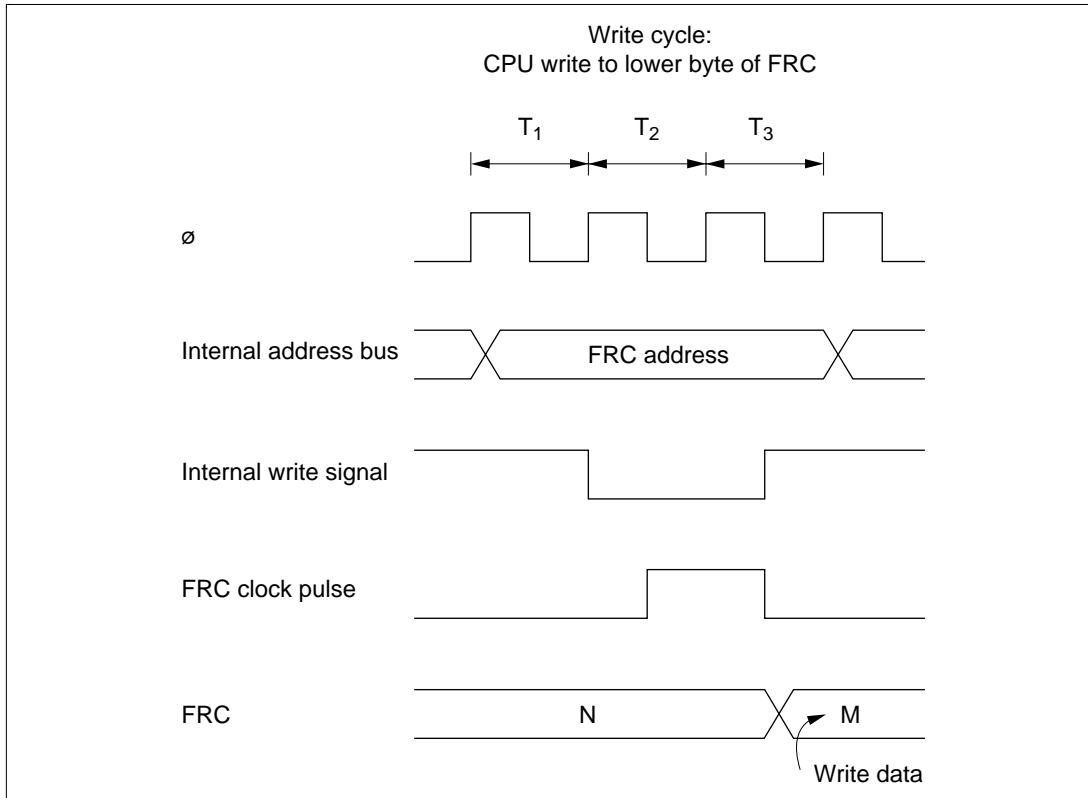 Write cycle:
CPU write to lower byte of FRC
T₁ T₂ T₃
ø
Internal address bus FRC address
Internal write signal
FRC clock pulse
FRC N M
Write data